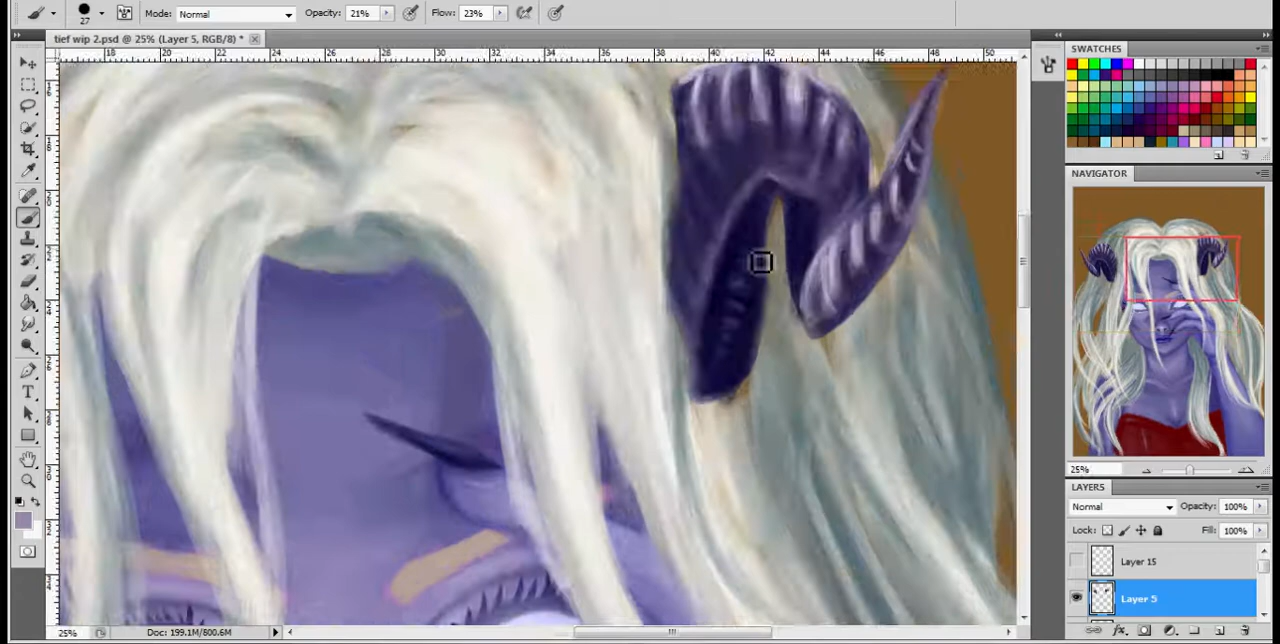 27 Mode: Normal Opacity: 21% Flow: 23%
tief wip 2.psd @ 25% (Layer 5, RGB/8) *
18 20 22 24 26 28 30 32 34 36 38 40 42 44 46 48 50
SWATCHES
NAVIGATOR
25%
LAYERS
Normal Opacity: 100%
Lock: Fill: 100%
Layer 15
Layer 5
25% Doc: 199.1M/800.6M